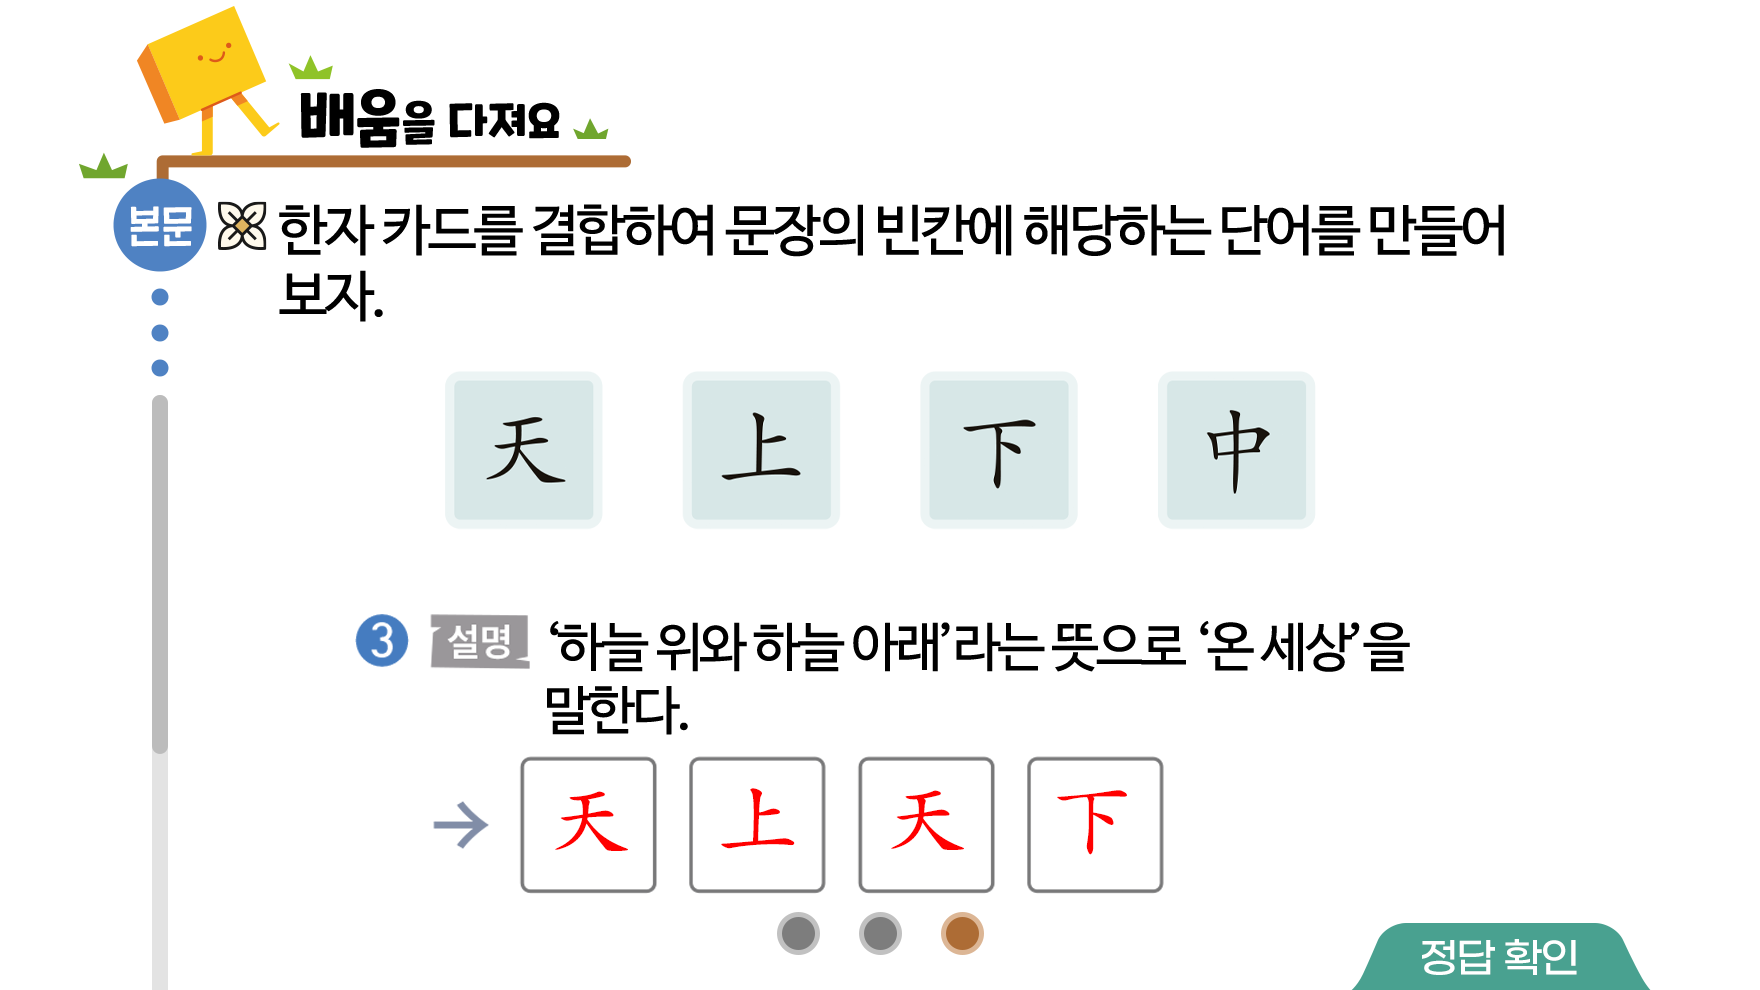 배움을 다져요
본문
한자 카드를 결합하여 문장의 빈칸에 해당하는 단어를 만들어
보자.
天 上 下 中
3 설명 ‘하늘 위와 하늘 아래’라는 뜻으로 ‘온 세상’을
말한다.
→ 天 上 天 下
정답 확인